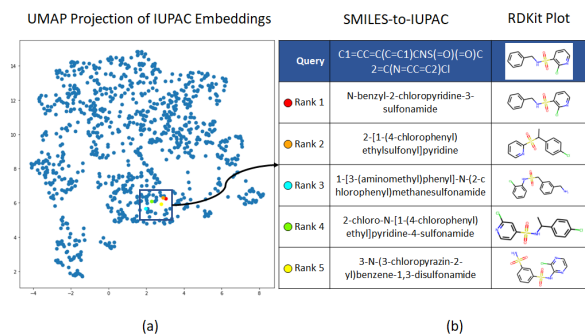 UMAP Projection of IUPAC Embeddings
SMILES-to-IUPAC
RDKit Plot
14
12
10
8
6
4
2
-4
-2
0
2
4
6
8
Query
C1=CC=C(C=C1)CNS(=O)(=O)C
2=C(N=CC=C2)Cl
Rank 1
N-benzyl-2-chloropyridine-3-
sulfonamide
Rank 2
2-[1-(4-chlorophenyl)
ethylsulfonyl]pyridine
Rank 3
1-[3-(aminomethyl)phenyl]-N-(2-c
hlorophenyl)methanesulfonamide
Rank 4
2-chloro-N-[1-(4-chlorophenyl)
ethyl]pyridine-4-sulfonamide
Rank 5
3-N-(3-chloropyrazin-2-
yl)benzene-1,3-disulfonamide
(a)
(b)